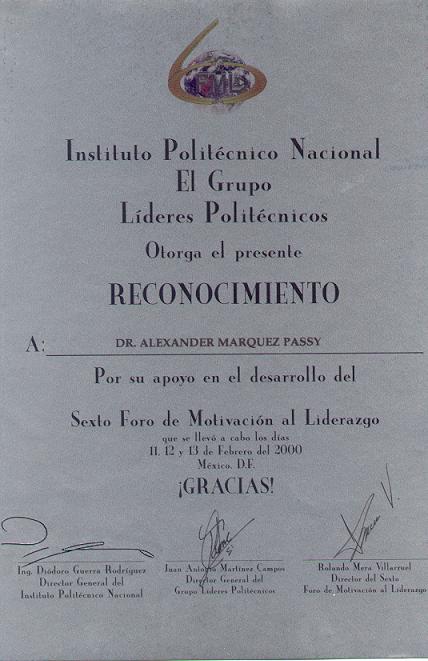 6
FML
Instituto Politécnico Nacional
El Grupo
Líderes Politécnicos
Otorga el presente
RECONOCIMIENTO
A: DR. ALEXANDER MARQUEZ PASSY
Por su apoyo en el desarrollo del
Sexto Foro de Motivación al Liderazgo
que se llevó a cabo los días
11, 12 y 13 de Febrero del 2000
México, D.F.
¡GRACIAS!
Ing. Diódoro Guerra Rodríguez
Director General del
Instituto Politécnico Nacional
Juan Antonio Martínez Campos
Director General del
Grupo Líderes Politécnicos
Rolando Mera Villarruel
Director del Sexto
Foro de Motivación al Liderazgo